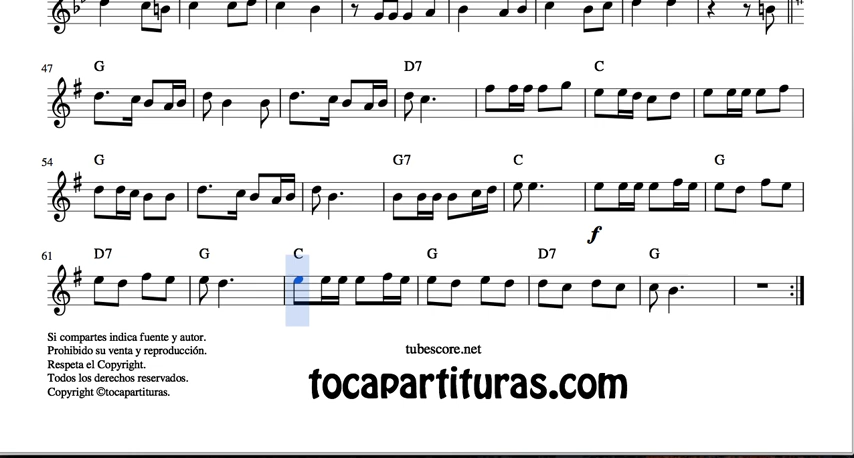 47 G D7 C
54 G G7 C G
f
61 D7 G C G D7 G
Si compartes indica fuente y autor.
Prohibido su venta y reproducción.
Respeta el Copyright.
Todos los derechos reservados.
Copyright ©tocapartituras.
tubescore.net
tocapartituras.com